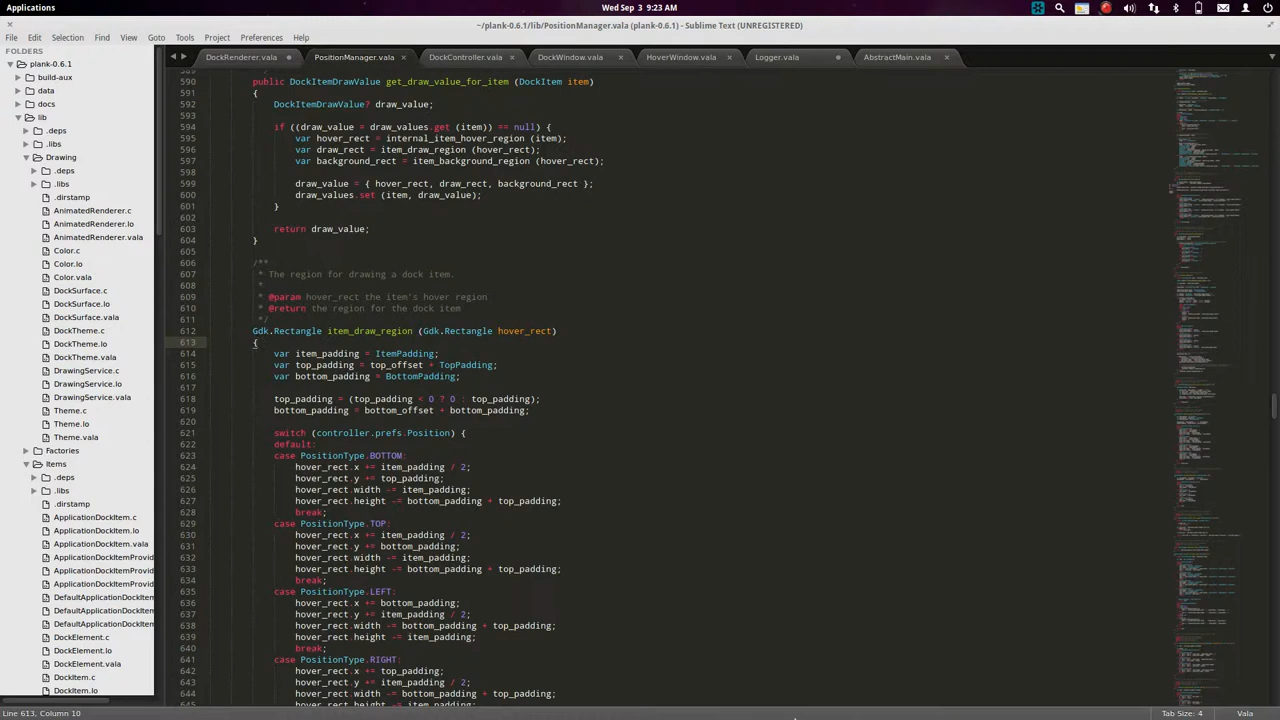 Applications
Wed Sep 3 9:23 AM
~/plank-0.6.1/lib/PositionManager.vala (plank-0.6.1) - Sublime Text (UNREGISTERED)
File Edit Selection Find View Goto Tools Project Preferences Help
FOLDERS
plank-0.6.1
build-aux
data
docs
lib
.deps
.libs
Drawing
.deps
.libs
.dirstamp
AnimatedRenderer.c
AnimatedRenderer.lo
AnimatedRenderer.vala
Color.c
Color.lo
Color.vala
DockSurface.c
DockSurface.lo
DockSurface.vala
DockTheme.c
DockTheme.lo
DockTheme.vala
DrawingService.c
DrawingService.lo
DrawingService.vala
Theme.c
Theme.lo
Theme.vala
Factories
Items
.deps
.libs
.dirstamp
ApplicationDockItem.c
ApplicationDockItem.lo
ApplicationDockItem.vala
ApplicationDockItemProvid
ApplicationDockItemProvid
ApplicationDockItemProvid
DefaultApplicationDockItem
DefaultApplicationDockItem
DefaultApplicationDockItem
DockElement.c
DockElement.lo
DockElement.vala
DockItem.c
DockItem.lo
DockRenderer.vala PositionManager.vala DockController.vala DockWindow.vala HoverWindow.vala Logger.vala AbstractMain.vala
589
590 public DockItemDrawValue get_draw_value_for_item (DockItem item)
591 {
592 DockItemDrawValue? draw_value;
593
594 if ((draw_value = draw_values.get (item)) == null) {
595 var hover_rect = internal_item_hover_region (item);
596 var draw_rect = item_draw_region (hover_rect);
597 var background_rect = item_background_region (hover_rect);
598
599 draw_value = { hover_rect, draw_rect, background_rect };
600 draw_values.set (item, draw_value);
601 }
602
603 return draw_value;
604 }
605
606 /**
607 * The region for drawing a dock item.
608 *
609 * @param hover_rect the item's hover region
610 * @return the region for the dock item
611 */
612 Gdk.Rectangle item_draw_region (Gdk.Rectangle hover_rect)
613 {
614 var item_padding = ItemPadding;
615 var top_padding = top_offset + TopPadding;
616 var bottom_padding = BottomPadding;
617
618 top_padding = (top_padding < 0 ? 0 : top_padding);
619 bottom_padding = bottom_offset + bottom_padding;
620
621 switch (controller.prefs.Position) {
622 default:
623 case PositionType.BOTTOM:
624 hover_rect.x += item_padding / 2;
625 hover_rect.y += top_padding;
626 hover_rect.width -= item_padding;
627 hover_rect.height -= bottom_padding + top_padding;
628 break;
629 case PositionType.TOP:
630 hover_rect.x += item_padding / 2;
631 hover_rect.y += bottom_padding;
632 hover_rect.width -= item_padding;
633 hover_rect.height -= bottom_padding + top_padding;
634 break;
635 case PositionType.LEFT:
636 hover_rect.x += bottom_padding;
637 hover_rect.y += item_padding / 2;
638 hover_rect.width -= bottom_padding + top_padding;
639 hover_rect.height -= item_padding;
640 break;
641 case PositionType.RIGHT:
642 hover_rect.x += top_padding;
643 hover_rect.y += item_padding / 2;
644 hover_rect.width -= bottom_padding + top_padding;
645 hover_rect.height -= item_padding;
Line 613, Column 10
Tab Size: 4
Vala